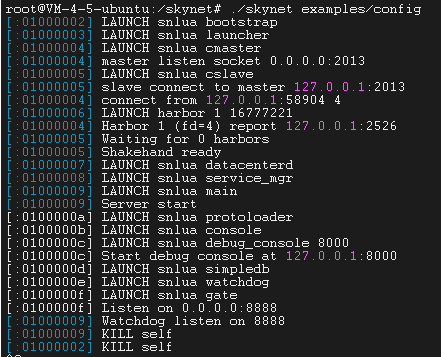 root@VM-4-5-ubuntu:/skynet# ./skynet examples/config
[:01000002] LAUNCH snlua bootstrap
[:01000003] LAUNCH snlua launcher
[:01000004] LAUNCH snlua cmaster
[:01000004] master listen socket 0.0.0.0:2013
[:01000005] LAUNCH snlua cslave
[:01000005] slave connect to master 127.0.0.1:2013
[:01000004] connect from 127.0.0.1:58904 4
[:01000006] LAUNCH harbor 1 16777221
[:01000004] Harbor 1 (fd=4) report 127.0.0.1:2526
[:01000005] Waiting for 0 harbors
[:01000005] Shakehand ready
[:01000007] LAUNCH snlua datacenterd
[:01000008] LAUNCH snlua service_mgr
[:01000009] LAUNCH snlua main
[:01000009] Server start
[:0100000a] LAUNCH snlua protoloader
[:0100000b] LAUNCH snlua console
[:0100000c] LAUNCH snlua debug_console 8000
[:0100000c] Start debug console at 127.0.0.1:8000
[:0100000d] LAUNCH snlua simpledb
[:0100000e] LAUNCH snlua watchdog
[:0100000f] LAUNCH snlua gate
[:0100000f] Listen on 0.0.0.0:8888
[:01000009] Watchdog listen on 8888
[:01000009] KILL self
[:01000002] KILL self